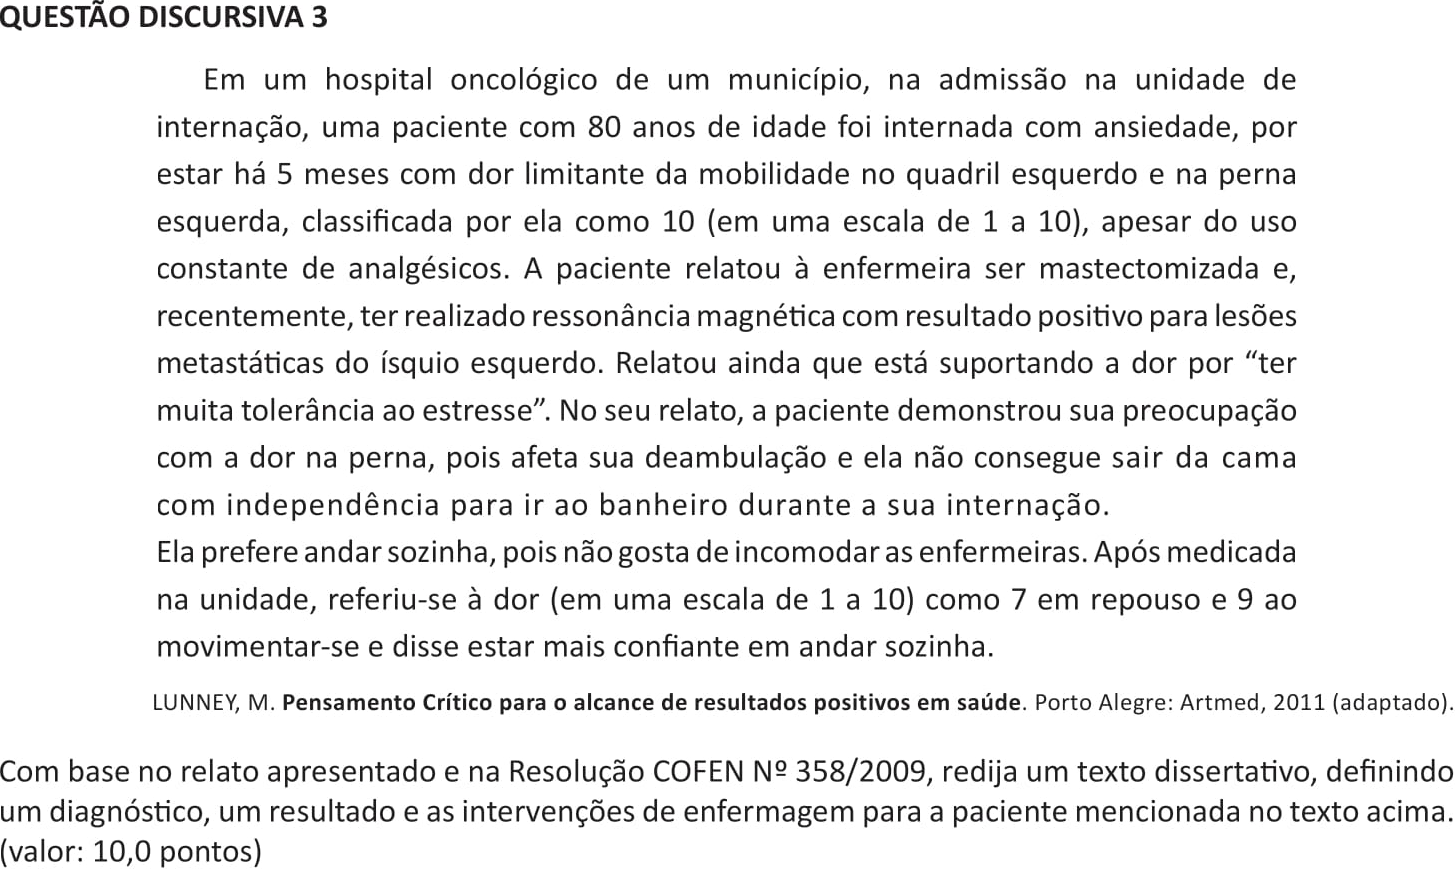 QUESTÃO DISCURSIVA 3
Em um hospital oncológico de um município, na admissão na unidade de
internação, uma paciente com 80 anos de idade foi internada com ansiedade, por
estar há 5 meses com dor limitante da mobilidade no quadril esquerdo e na perna
esquerda, classificada por ela como 10 (em uma escala de 1 a 10), apesar do uso
constante de analgésicos. A paciente relatou à enfermeira ser mastectomizada e,
recentemente, ter realizado ressonância magnética com resultado positivo para lesões
metastáticas do ísquio esquerdo. Relatou ainda que está suportando a dor por “ter
muita tolerância ao estresse”. No seu relato, a paciente demonstrou sua preocupação
com a dor na perna, pois afeta sua deambulação e ela não consegue sair da cama
com independência para ir ao banheiro durante a sua internação.
Ela prefere andar sozinha, pois não gosta de incomodar as enfermeiras. Após medicada
na unidade, referiu-se à dor (em uma escala de 1 a 10) como 7 em repouso e 9 ao
movimentar-se e disse estar mais confiante em andar sozinha.
LUNNEY, M. Pensamento Crítico para o alcance de resultados positivos em saúde. Porto Alegre: Artmed, 2011 (adaptado).
Com base no relato apresentado e na Resolução COFEN Nº 358/2009, redija um texto dissertativo, definindo
um diagnóstico, um resultado e as intervenções de enfermagem para a paciente mencionada no texto acima.
(valor: 10,0 pontos)